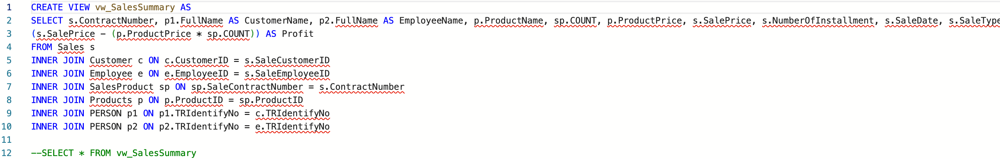 1 CREATE VIEW vw_SalesSummary AS
2 SELECT s.ContractNumber, p1.FullName AS CustomerName, p2.FullName AS EmployeeName, p.ProductName, sp.COUNT, p.ProductPrice, s.SalePrice, s.NumberOfInstallment, s.SaleDate, s.SaleType
3 (s.SalePrice - (p.ProductPrice * sp.COUNT)) AS Profit
4 FROM Sales s
5 INNER JOIN Customer c ON c.CustomerID = s.SaleCustomerID
6 INNER JOIN Employee e ON e.EmployeeID = s.SaleEmployeeID
7 INNER JOIN SalesProduct sp ON sp.SaleContractNumber = s.ContractNumber
8 INNER JOIN Products p ON p.ProductID = sp.ProductID
9 INNER JOIN PERSON p1 ON p1.TRIdentifyNo = c.TRIdentifyNo
10 INNER JOIN PERSON p2 ON p2.TRIdentifyNo = e.TRIdentifyNo
11
12 --SELECT * FROM vw_SalesSummary